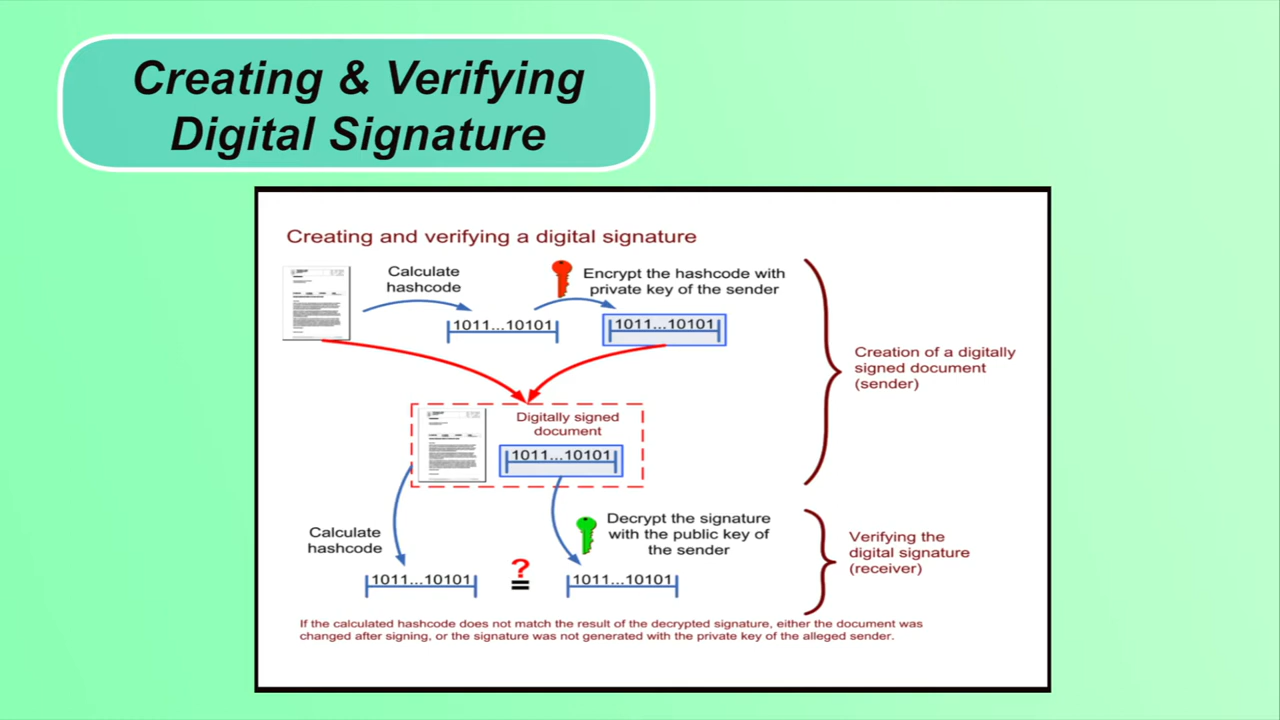 Creating & Verifying
Digital Signature
Creating and verifying a digital signature
Calculate
hashcode
Encrypt the hashcode with
private key of the sender
1011...10101
1011...10101
Creation of a digitally
signed document
(sender)
Digitally signed
document
1011...10101
Calculate
hashcode
Decrypt the signature
with the public key of
the sender
Verifying the
digital signature
(receiver)
1011...10101
?
=
1011...10101
If the calculated hashcode does not match the result of the decrypted signature, either the document was
changed after signing, or the signature was not generated with the private key of the alleged sender.